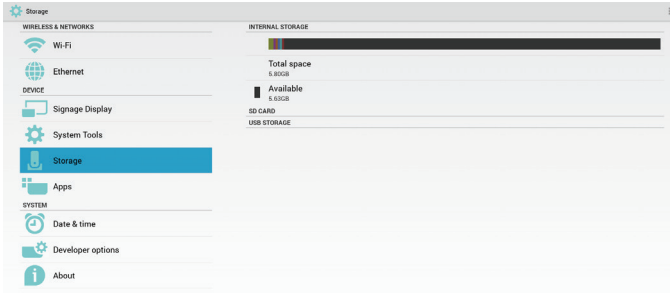 Storage
WIRELESS & NETWORKS
Wi-Fi
Ethernet
DEVICE
Signage Display
System Tools
Storage
Apps
SYSTEM
Date & time
Developer options
About
INTERNAL STORAGE
Total space
5.80GB
Available
5.63GB
SD CARD
USB STORAGE